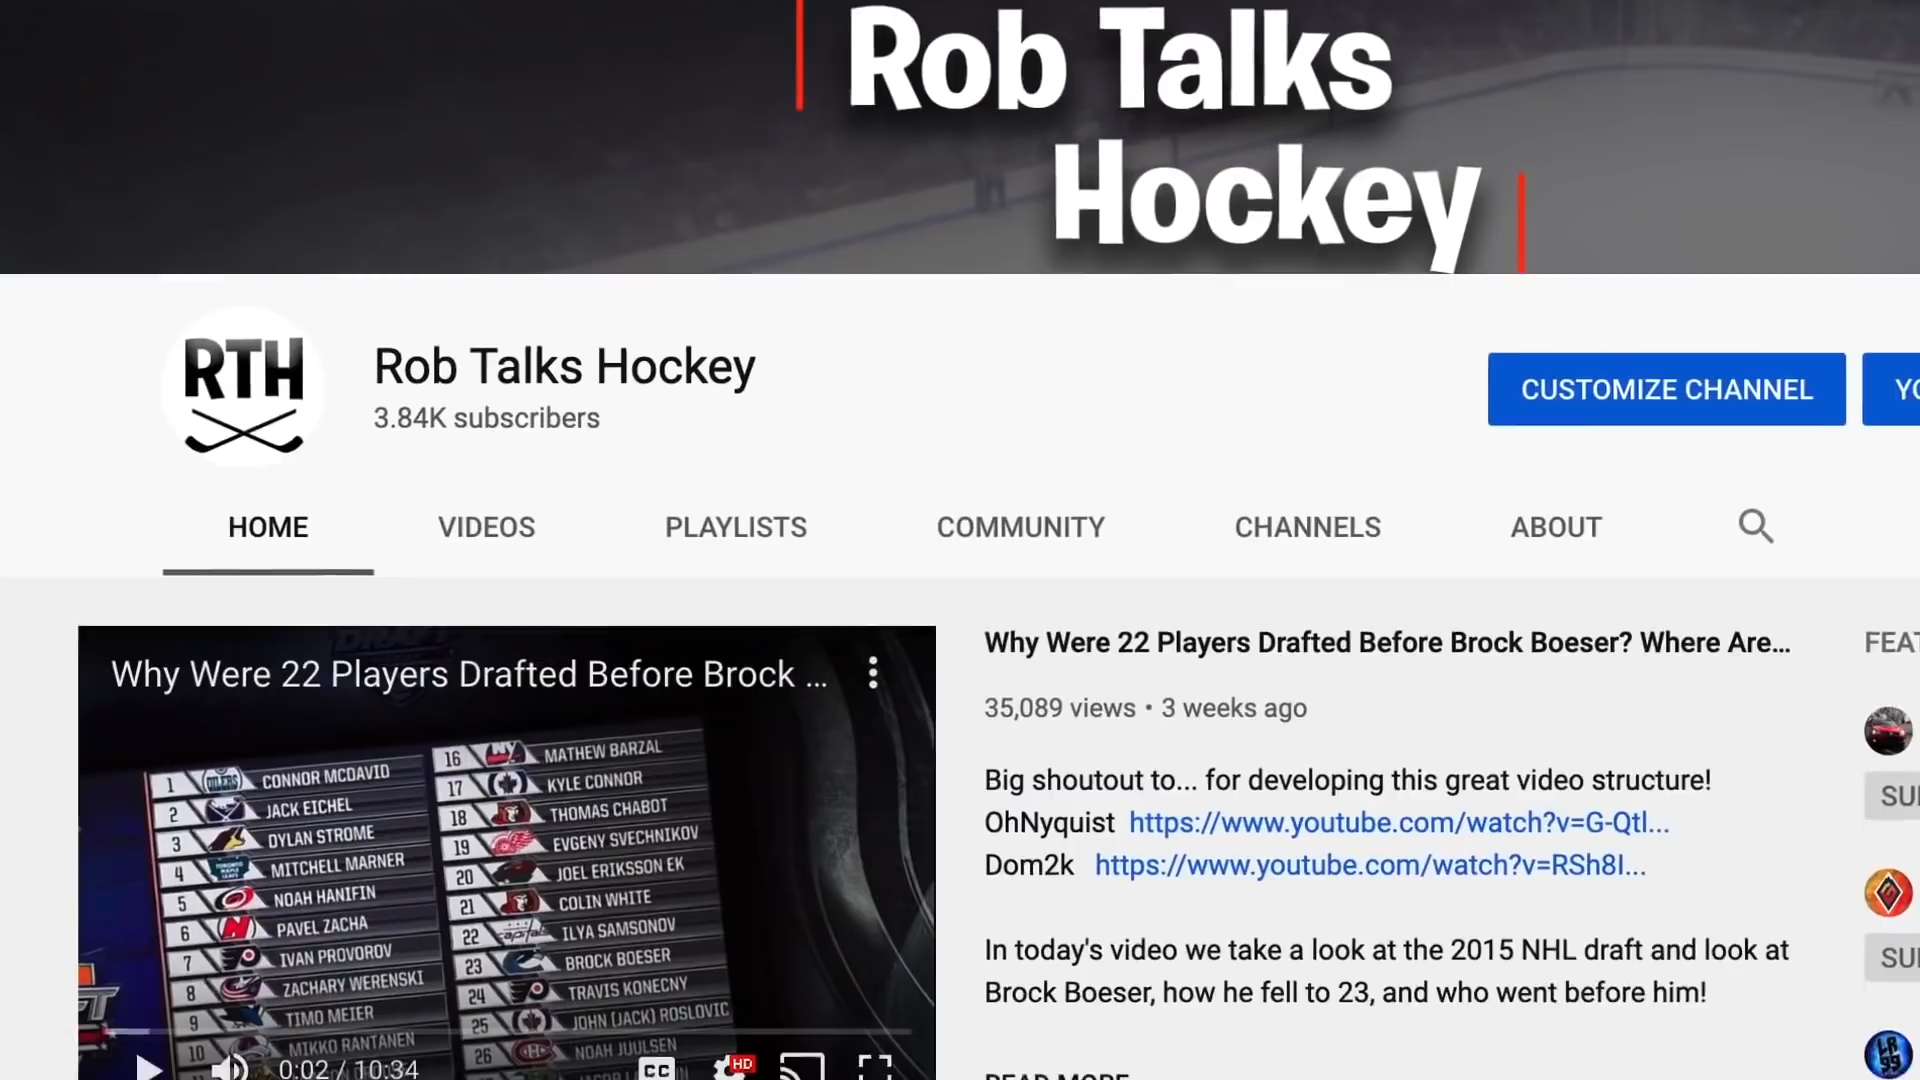 Rob Talks
Hockey
RTH
Rob Talks Hockey
3.84K subscribers
CUSTOMIZE CHANNEL
HOME
VIDEOS
PLAYLISTS
COMMUNITY
CHANNELS
ABOUT
Why Were 22 Players Drafted Before Brock ...
1 CONNOR MCDAVID
2 JACK EICHEL
3 DYLAN STROME
4 MITCHELL MARNER
5 NOAH HANIFIN
6 PAVEL ZACHA
7 IVAN PROVOROV
8 ZACHARY WERENSKI
9 TIMO MEIER
10 MIKKO RANTANEN
16 MATHEW BARZAL
17 KYLE CONNOR
18 THOMAS CHABOT
19 EVGENY SVECHNIKOV
20 JOEL ERIKSSON EK
21 COLIN WHITE
22 ILYA SAMSONOV
23 BROCK BOESER
24 TRAVIS KONECNY
25 JOHN (JACK) ROSLOVIC
26 NOAH JUULSEN
0:02 / 10:34
CC
HD
Why Were 22 Players Drafted Before Brock Boeser? Where Are...
35,089 views • 3 weeks ago
Big shoutout to... for developing this great video structure!
OhNyquist https://www.youtube.com/watch?v=G-Qtl...
Dom2k https://www.youtube.com/watch?v=RSh8I...
In today's video we take a look at the 2015 NHL draft and look at
Brock Boeser, how he fell to 23, and who went before him!
READ MORE